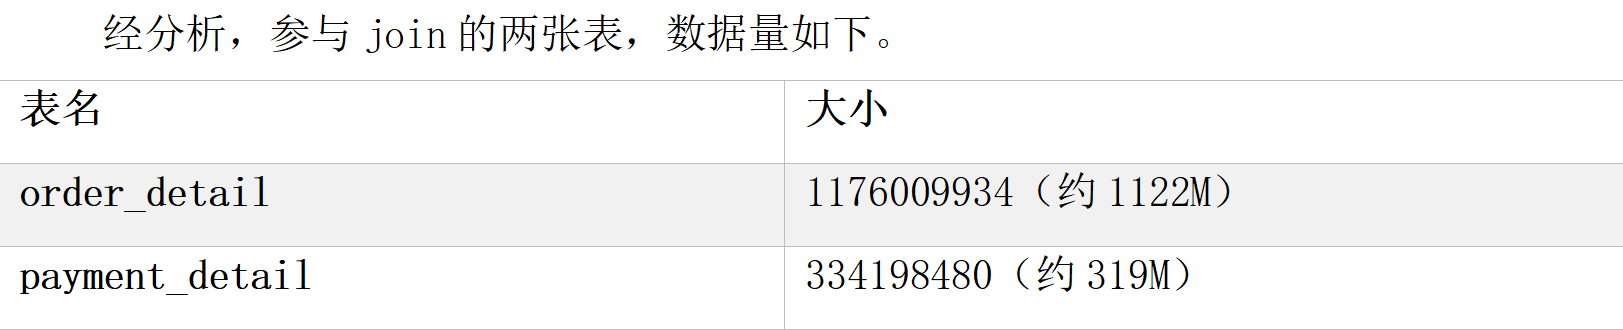 经分析，参与 join 的两张表，数据量如下。
表名 大小
order_detail 1176009934（约 1122M）
payment_detail 334198480（约 319M）